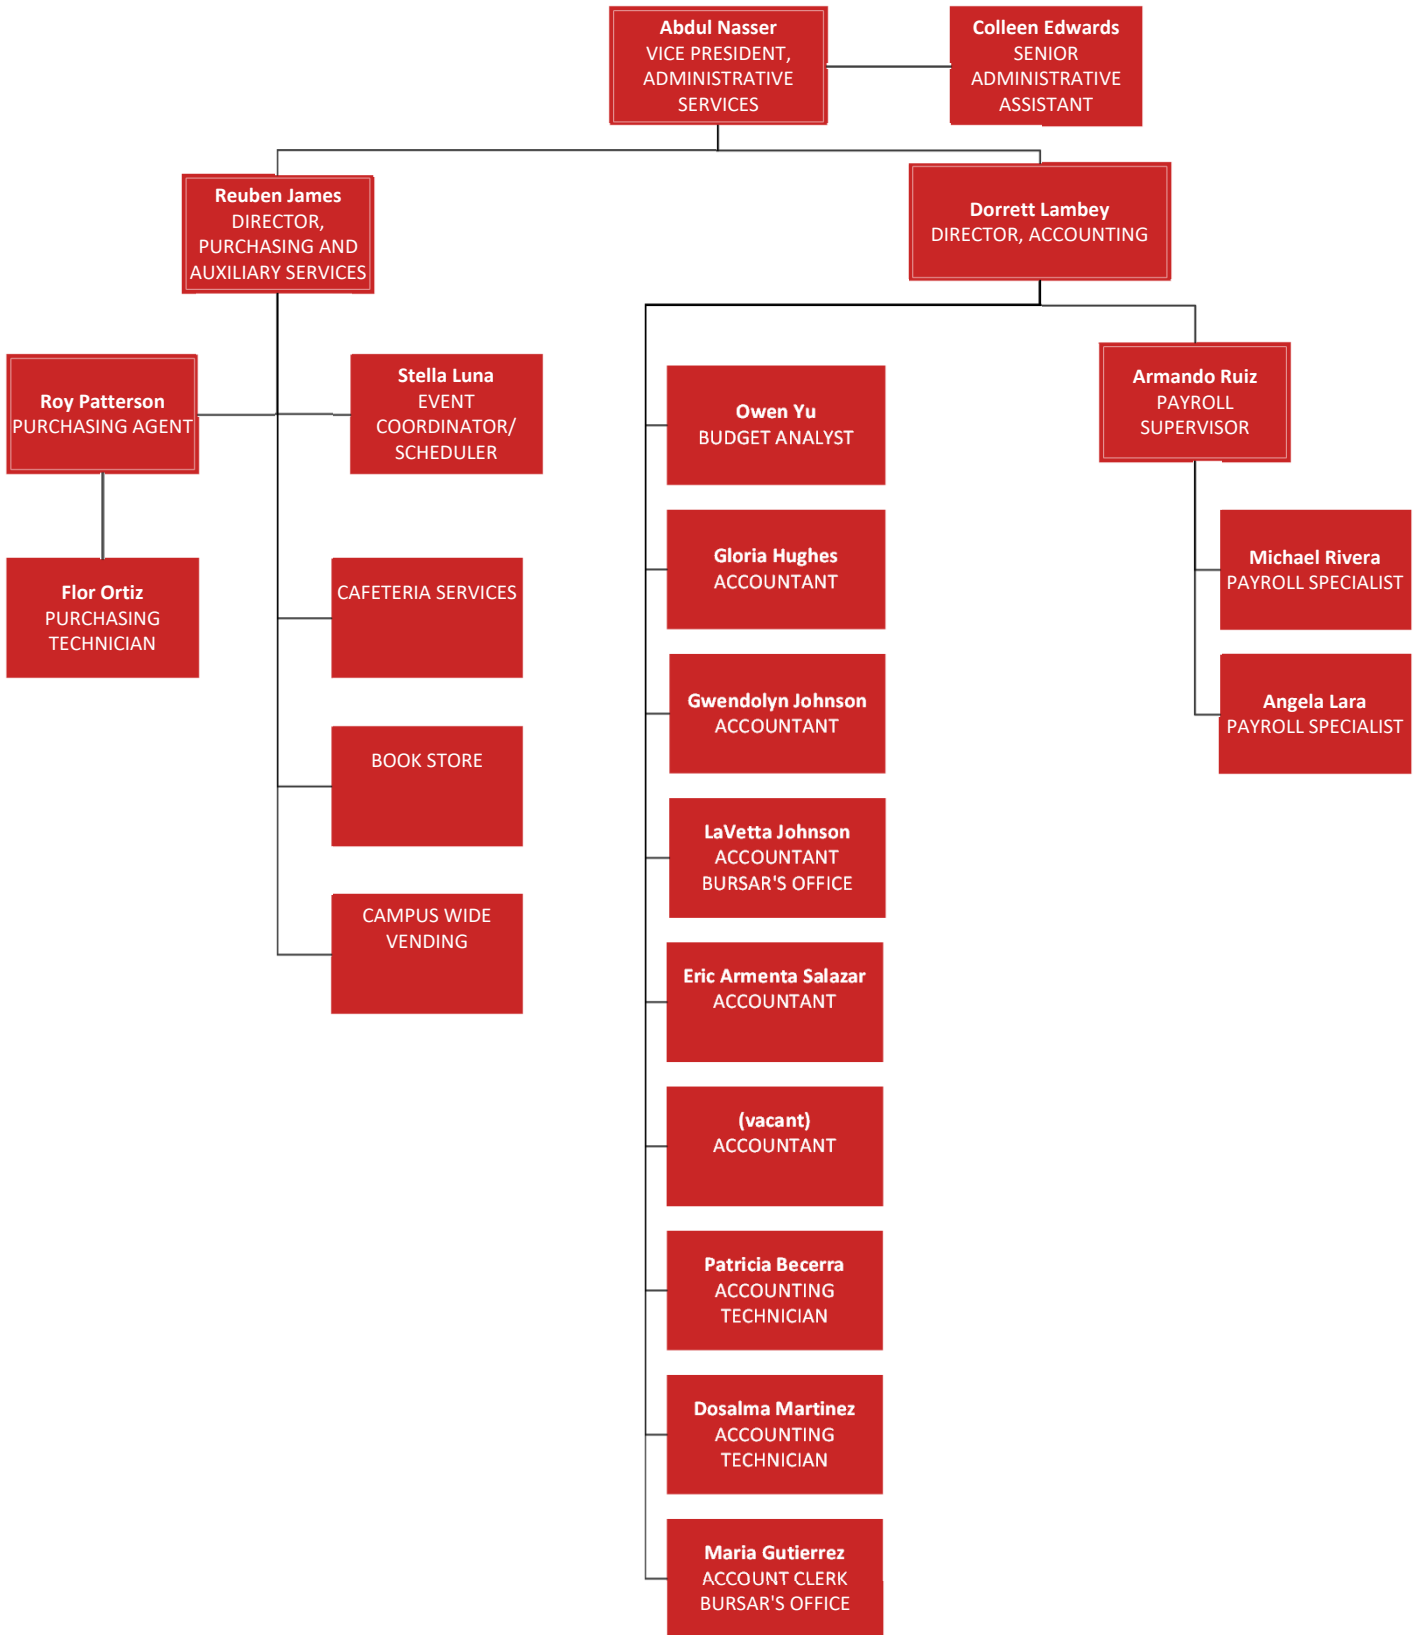 Abdul Nasser
VICE PRESIDENT,
ADMINISTRATIVE
SERVICES
Colleen Edwards
SENIOR
ADMINISTRATIVE
ASSISTANT
Reuben James
DIRECTOR,
PURCHASING AND
AUXILIARY SERVICES
Dorrett Lambey
DIRECTOR, ACCOUNTING
Roy Patterson
PURCHASING AGENT
Stella Luna
EVENT
COORDINATOR/
SCHEDULER
Flor Ortiz
PURCHASING
TECHNICIAN
CAFETERIA SERVICES
BOOK STORE
CAMPUS WIDE
VENDING
Owen Yu
BUDGET ANALYST
Gloria Hughes
ACCOUNTANT
Gwendolyn Johnson
ACCOUNTANT
LaVetta Johnson
ACCOUNTANT
BURSAR'S OFFICE
Eric Armenta Salazar
ACCOUNTANT
(vacant)
ACCOUNTANT
Patricia Becerra
ACCOUNTING
TECHNICIAN
Dosalma Martinez
ACCOUNTING
TECHNICIAN
Maria Gutierrez
ACCOUNT CLERK
BURSAR'S OFFICE
Armando Ruiz
PAYROLL
SUPERVISOR
Michael Rivera
PAYROLL SPECIALIST
Angela Lara
PAYROLL SPECIALIST